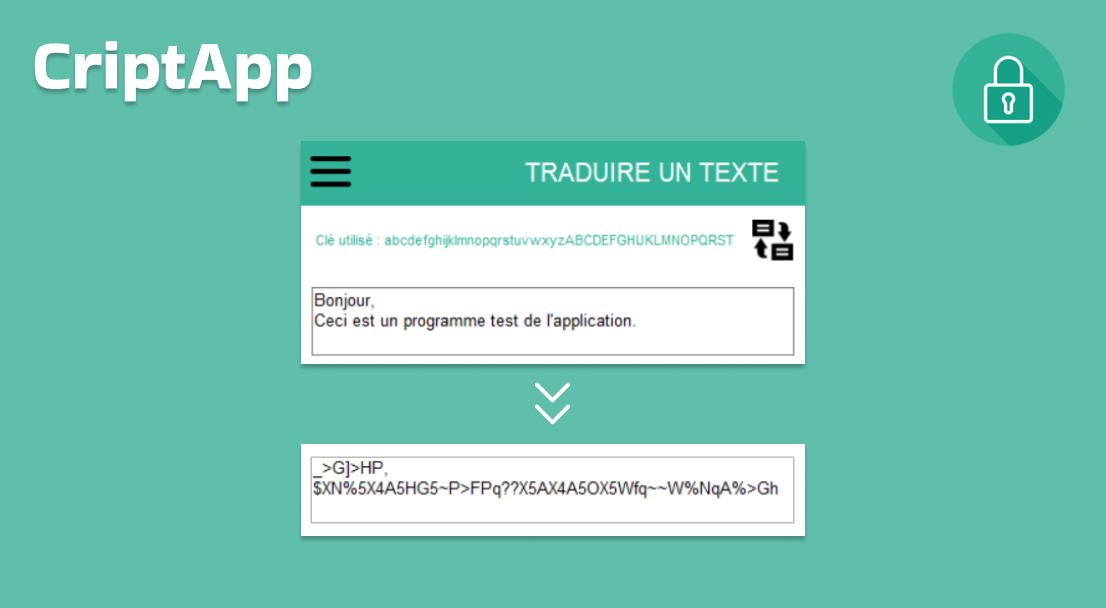 CriptApp
TRADUIRE UN TEXTE
Clé utilisé : abcdefghijklmnopqrstuvwxyzABCDEFGHIJKLMNOPQRST
Bonjour,
Ceci est un programme test de l'application.
_>G]>HP,
$XN%5X4A5HG5~P>FPq??X5AX4A5OX5Wfq~~W%NqA%>Gh